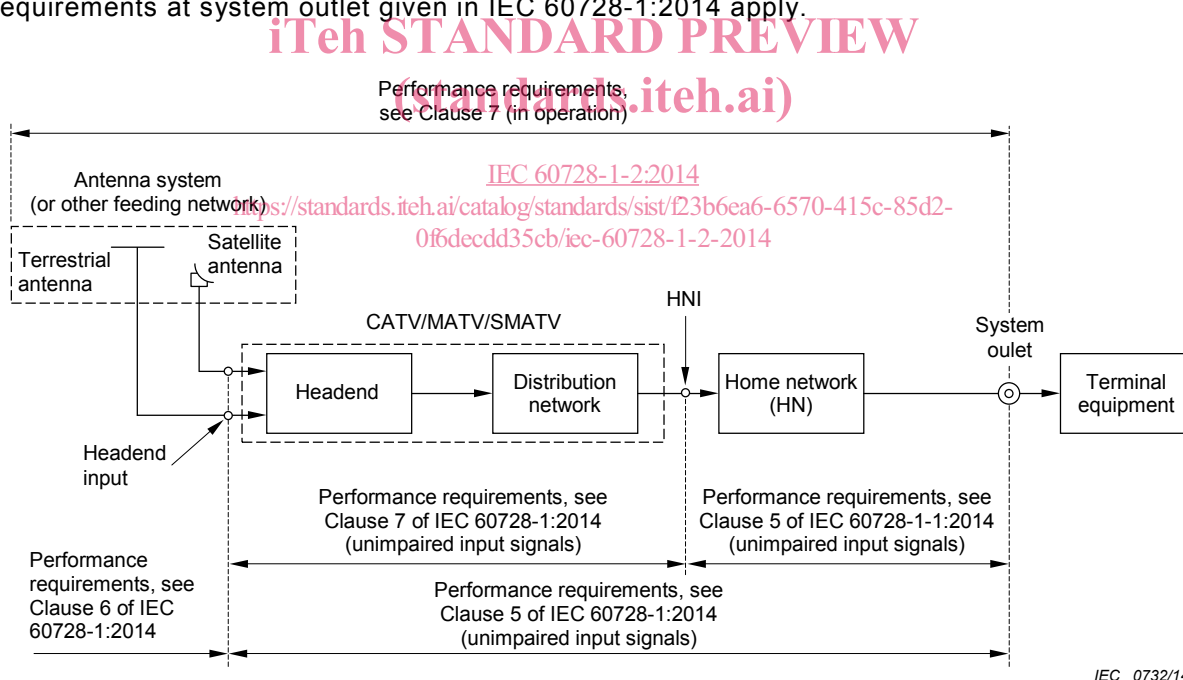 equirements at system outlet given in IEC 60728-1:2014 apply.
iTeh STANDARD PREVIEW
(standards.iteh.ai)
Performance requirements,
see Clause 7 (in operation)
IEC 60728-1-2:2014
https://standards.iteh.ai/catalog/standards/sist/f23b6ea6-6570-415c-85d2-
0f6decdd35cb/iec-60728-1-2-2014
Antenna system
(or other feeding network)
Terrestrial
antenna
Satellite
antenna
HNI
CATV/MATV/SMATV
System
oulet
Headend
Distribution
network
Home network
(HN)
Terminal
equipment
Headend
input
Performance requirements, see
Clause 7 of IEC 60728-1:2014
(unimpaired input signals)
Performance requirements, see
Clause 5 of IEC 60728-1-1:2014
(unimpaired input signals)
Performance
requirements, see
Clause 6 of IEC
60728-1:2014
Performance requirements, see
Clause 5 of IEC 60728-1:2014
(unimpaired input signals)
IEC 0732/14